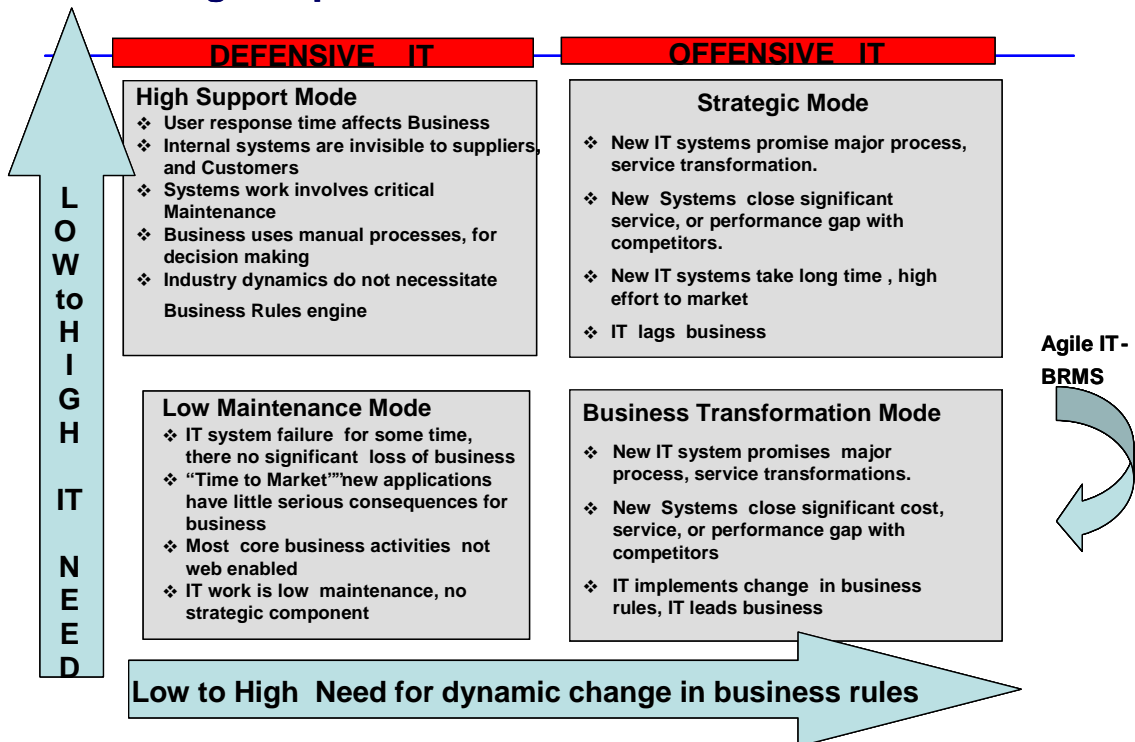 DEFENSIVE IT
OFFENSIVE IT
High Support Mode
❖ User response time affects Business
❖ Internal systems are invisible to suppliers,
and Customers
❖ Systems work involves critical
Maintenance
❖ Business uses manual processes, for
decision making
❖ Industry dynamics do not necessitate
Business Rules engine
Strategic Mode
❖ New IT systems promise major process,
service transformation.
❖ New Systems close significant
service, or performance gap with
competitors.
❖ New IT systems take long time , high
effort to market
❖ IT lags business
LOW to HIGH IT NEED
Agile IT-
BRMS
Low Maintenance Mode
❖ IT system failure for some time,
there no significant loss of business
❖ “Time to Market””new applications
have little serious consequences for
business
❖ Most core business activities not
web enabled
❖ IT work is low maintenance, no
strategic component
Business Transformation Mode
❖ New IT system promises major
process, service transformations.
❖ New Systems close significant cost,
service, or performance gap with
competitors
❖ IT implements change in business
rules, IT leads business
Low to High Need for dynamic change in business rules